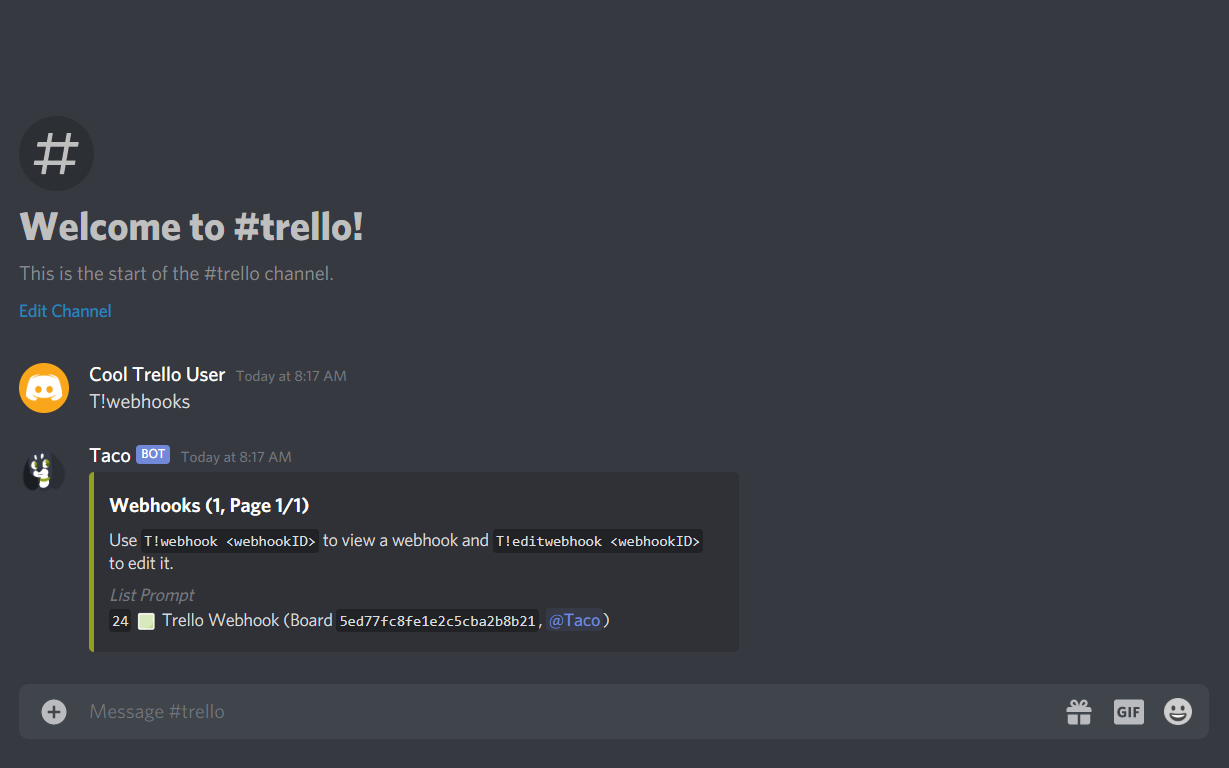 #
Welcome to #trello!
This is the start of the #trello channel.
Edit Channel
Cool Trello User Today at 8:17 AM
T!webhooks
Taco BOT Today at 8:17 AM
Webhooks (1, Page 1/1)
Use T!webhook <webhookID> to view a webhook and T!editwebhook <webhookID>
to edit it.
List Prompt
24 Trello Webhook (Board 5ed77fc8fe1e2c5cba2b8b21, @Taco)
Message #trello
GIF